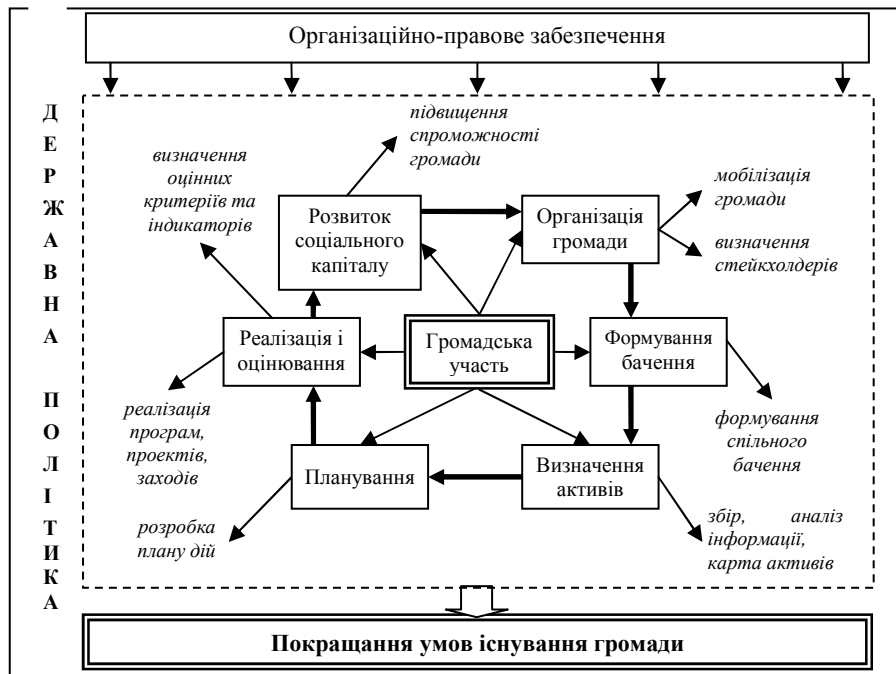 Організаційно-правове забезпечення
ДЕРЖАВНА ПОЛІТИКА
підвищення
спроможності
громади
визначення
оцінних
критеріїв та
індикаторів
мобілізація
громади
визначення
стейкхолдерів
Розвиток
соціального
капіталу
Організація
громади
Реалізація і
оцінювання
Громадська
участь
Формування
бачення
реалізація
програм,
проектів,
заходів
формування
спільного
бачення
Планування
Визначення
активів
розробка
плану дій
збір, аналіз
інформації,
карта активів
Покращання умов існування громади